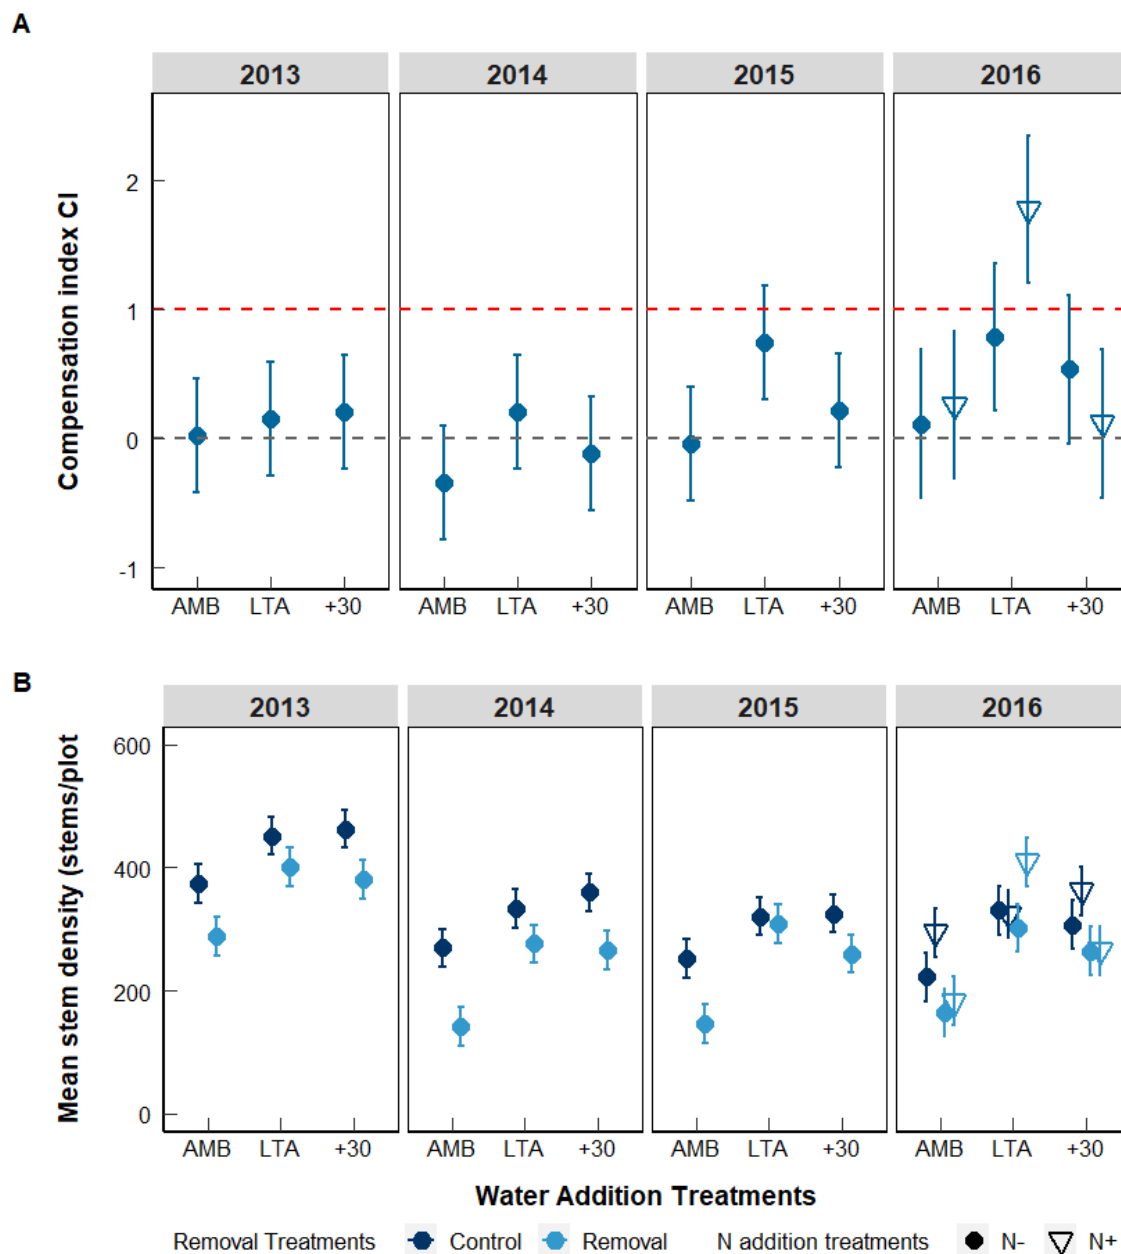 A
2013 2014 2015 2016
Compensation index CI
2
1
0
-1
AMB LTA +30 AMB LTA +30 AMB LTA +30 AMB LTA +30
B
2013 2014 2015 2016
Mean stem density (stems/plot
600
400
200
0
AMB LTA +30 AMB LTA +30 AMB LTA +30 AMB LTA +30
Water Addition Treatments
Removal Treatments Control Removal N addition treatments N- N+